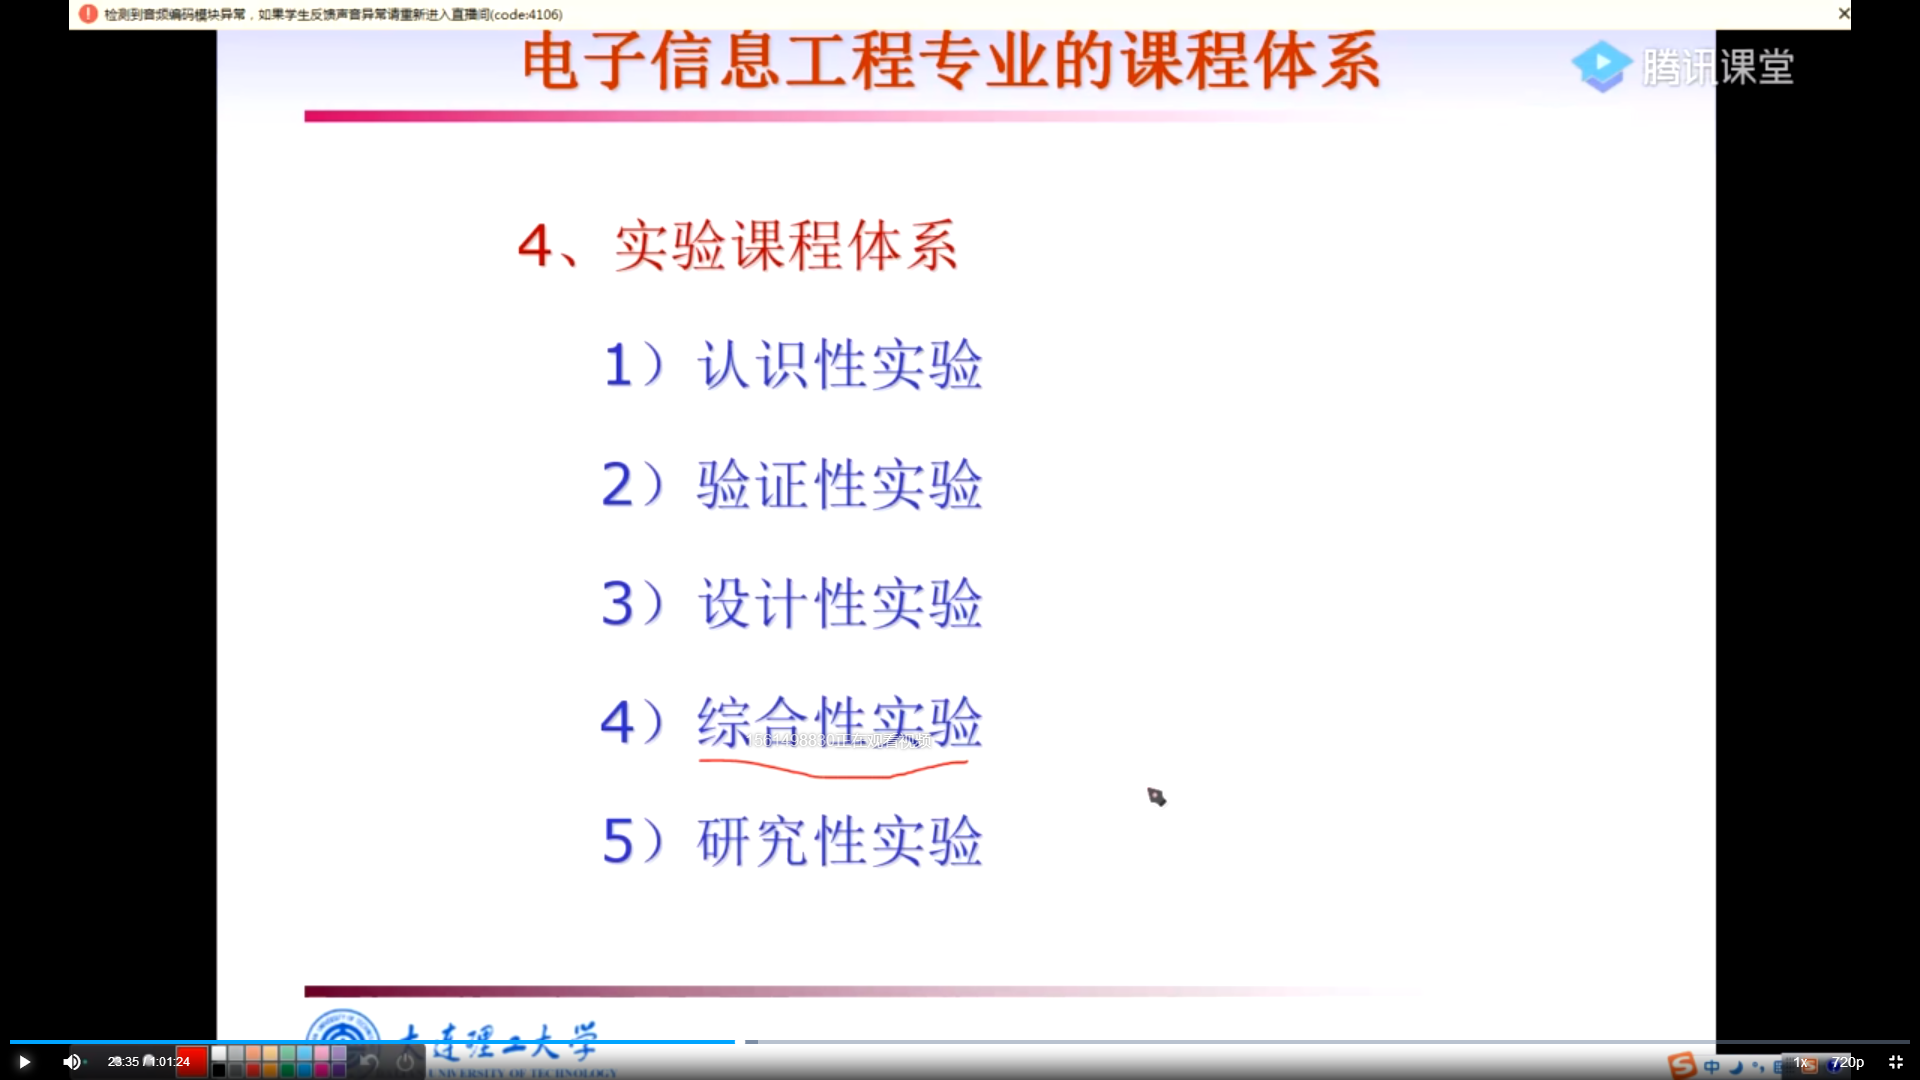 检测到音频编码模块异常，如果学生反馈声音异常请重新进入直播间(code:4106)
电子信息工程专业的课程体系
腾讯课堂
4、实验课程体系
1）认识性实验
2）验证性实验
3）设计性实验
4）综合性实验
正在观看视频
5）研究性实验
大连理工大学
UNIVERSITY OF TECHNOLOGY
23:35 / 1:01:24
中
1x
720p